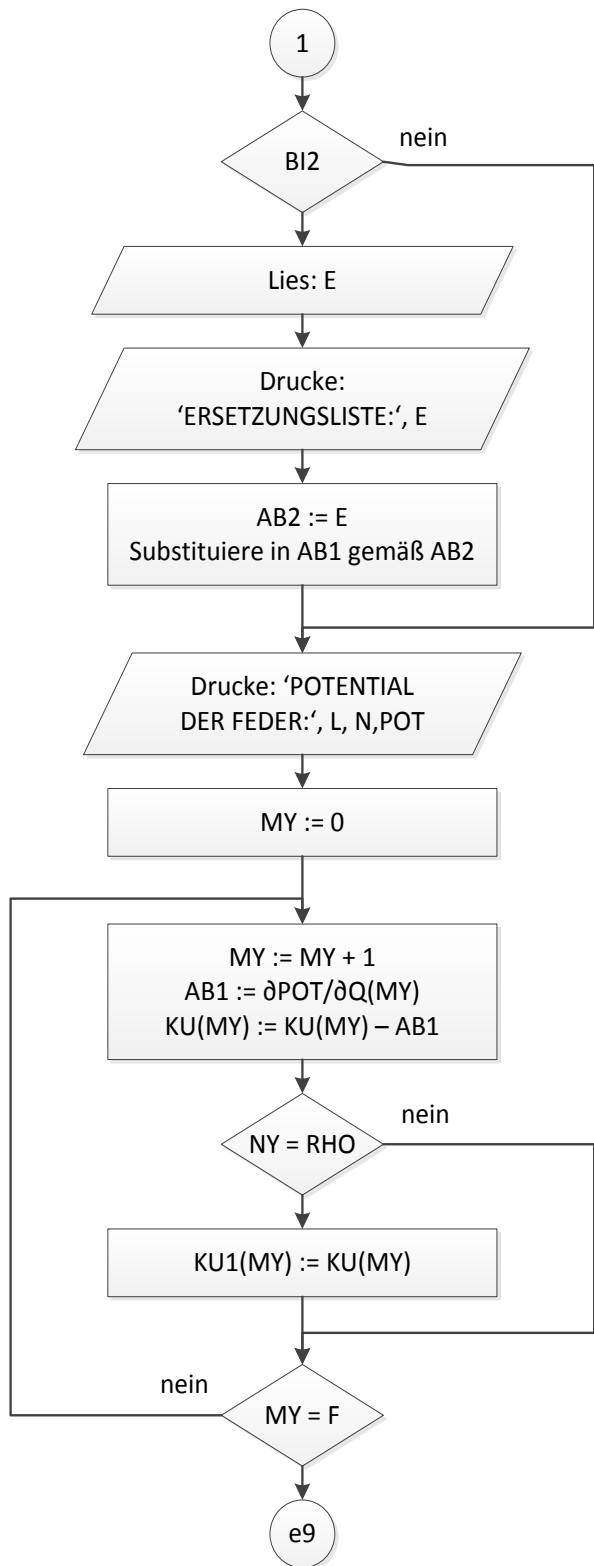 1
BI2
nein
Lies: E
Drucke:
‘ERSETZUNGSLISTE:‘, E
AB2 := E
Substituiere in AB1 gemäß AB2
Drucke: ‘POTENTIAL
DER FEDER:‘, L, N,POT
MY := 0
MY := MY + 1
AB1 := ∂POT/∂Q(MY)
KU(MY) := KU(MY) – AB1
NY = RHO
nein
KU1(MY) := KU(MY)
nein
MY = F
e9